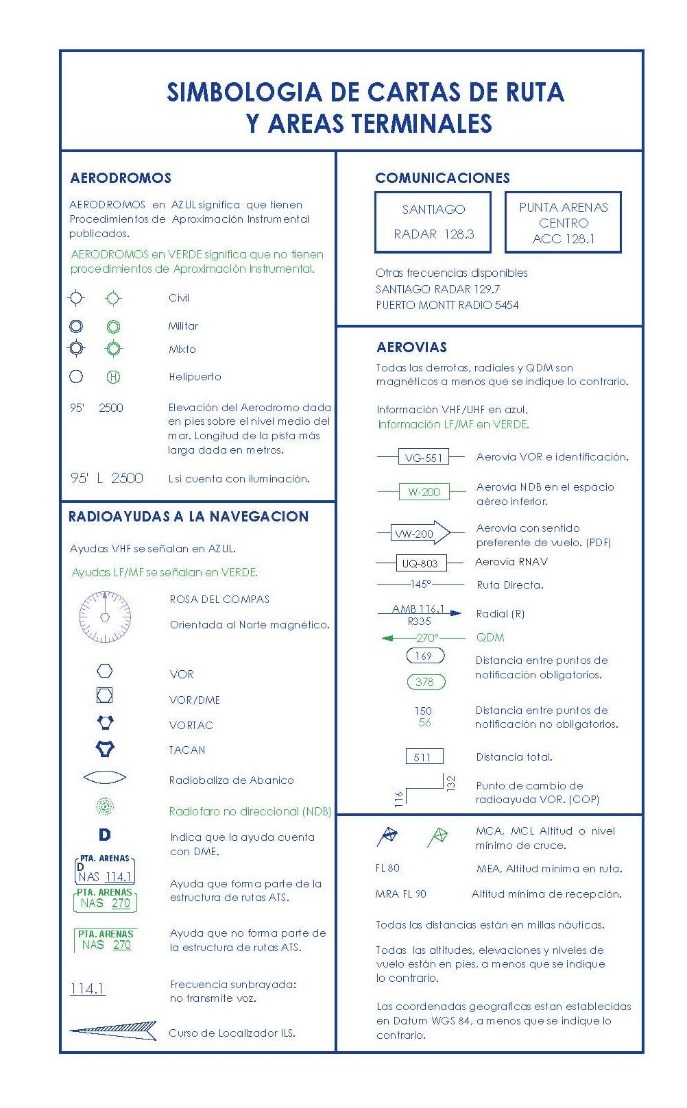 SIMBOLOGIA DE CARTAS DE RUTA
Y AREAS TERMINALES
AERODROMOS
AERODROMOS en AZUL significa que tienen
Procedimientos de Aproximación Instrumental
publicados.
AERODROMOS en VERDE significa que no tienen
procedimientos de Aproximación Instrumental.
Civil
Militar
Mixto
H
Helipuerto
95' 2500
Elevación del Aerodromo dada
en pies sobre el nivel medio del
mar. Longitud de la pista más
larga dada en metros.
95' L 2500
L si cuenta con iluminación.
RADIOAYUDAS A LA NAVEGACION
Ayudas VHF se señalan en AZUL.
Ayudas LF/MF se señalan en VERDE.
ROSA DEL COMPAS
Orientada al Norte magnético.
VOR
VOR/DME
VORTAC
TACAN
Radiobaliza de Abanico
Radiofaro no direccional (NDB)
D
Indica que la ayuda cuenta
con DME.
PTA. ARENAS
D
NAS 114.1
PTA. ARENAS
NAS 270
Ayuda que forma parte de la
estructura de rutas ATS.
PTA. ARENAS
NAS 270
Ayuda que no forma parte de
la estructura de rutas ATS.
114.1
Frecuencia sunbrayada:
no transmite voz.
Curso de Localizador ILS.
COMUNICACIONES
SANTIAGO
RADAR 128.3
PUNTA ARENAS
CENTRO
ACC 128.1
Otras frecuencias disponibles
SANTIAGO RADAR 129.7
PUERTO MONTT RADIO 5454
AEROVIAS
Todas las derrotas, radiales y QDM son
magnéticos a menos que se indique lo contrario.
Información VHF/UHF en azul.
Información LF/MF en VERDE.
VG-551
Aerovía VOR e identificación.
W-200
Aerovía NDB en el espacio
aéreo inferior.
VW-200
Aerovía con sentido
preferente de vuelo. (PDF)
UQ-803
Aerovía RNAV
145°
Ruta Directa.
AMB 116.1
R335
Radial (R)
270°
QDM
169
378
Distancia entre puntos de
notificación obligatorios.
150
56
Distancia entre puntos de
notificación no obligatorios.
511
Distancia total.
116
132
Punto de cambio de
radioayuda VOR. (COP)
MCA, MCL Altitud o nivel
mínimo de cruce.
FL 80
MEA, Altitud mínima en ruta.
MRA FL 90
Altitud mínima de recepción.
Todas las distancias están en millas náuticas.
Todas las altitudes, elevaciones y niveles de
vuelo están en pies, a menos que se indique
lo contrario.
Las coordenadas geograficas estan establecidas
en Datum WGS 84, a menos que se indique lo
contrario.